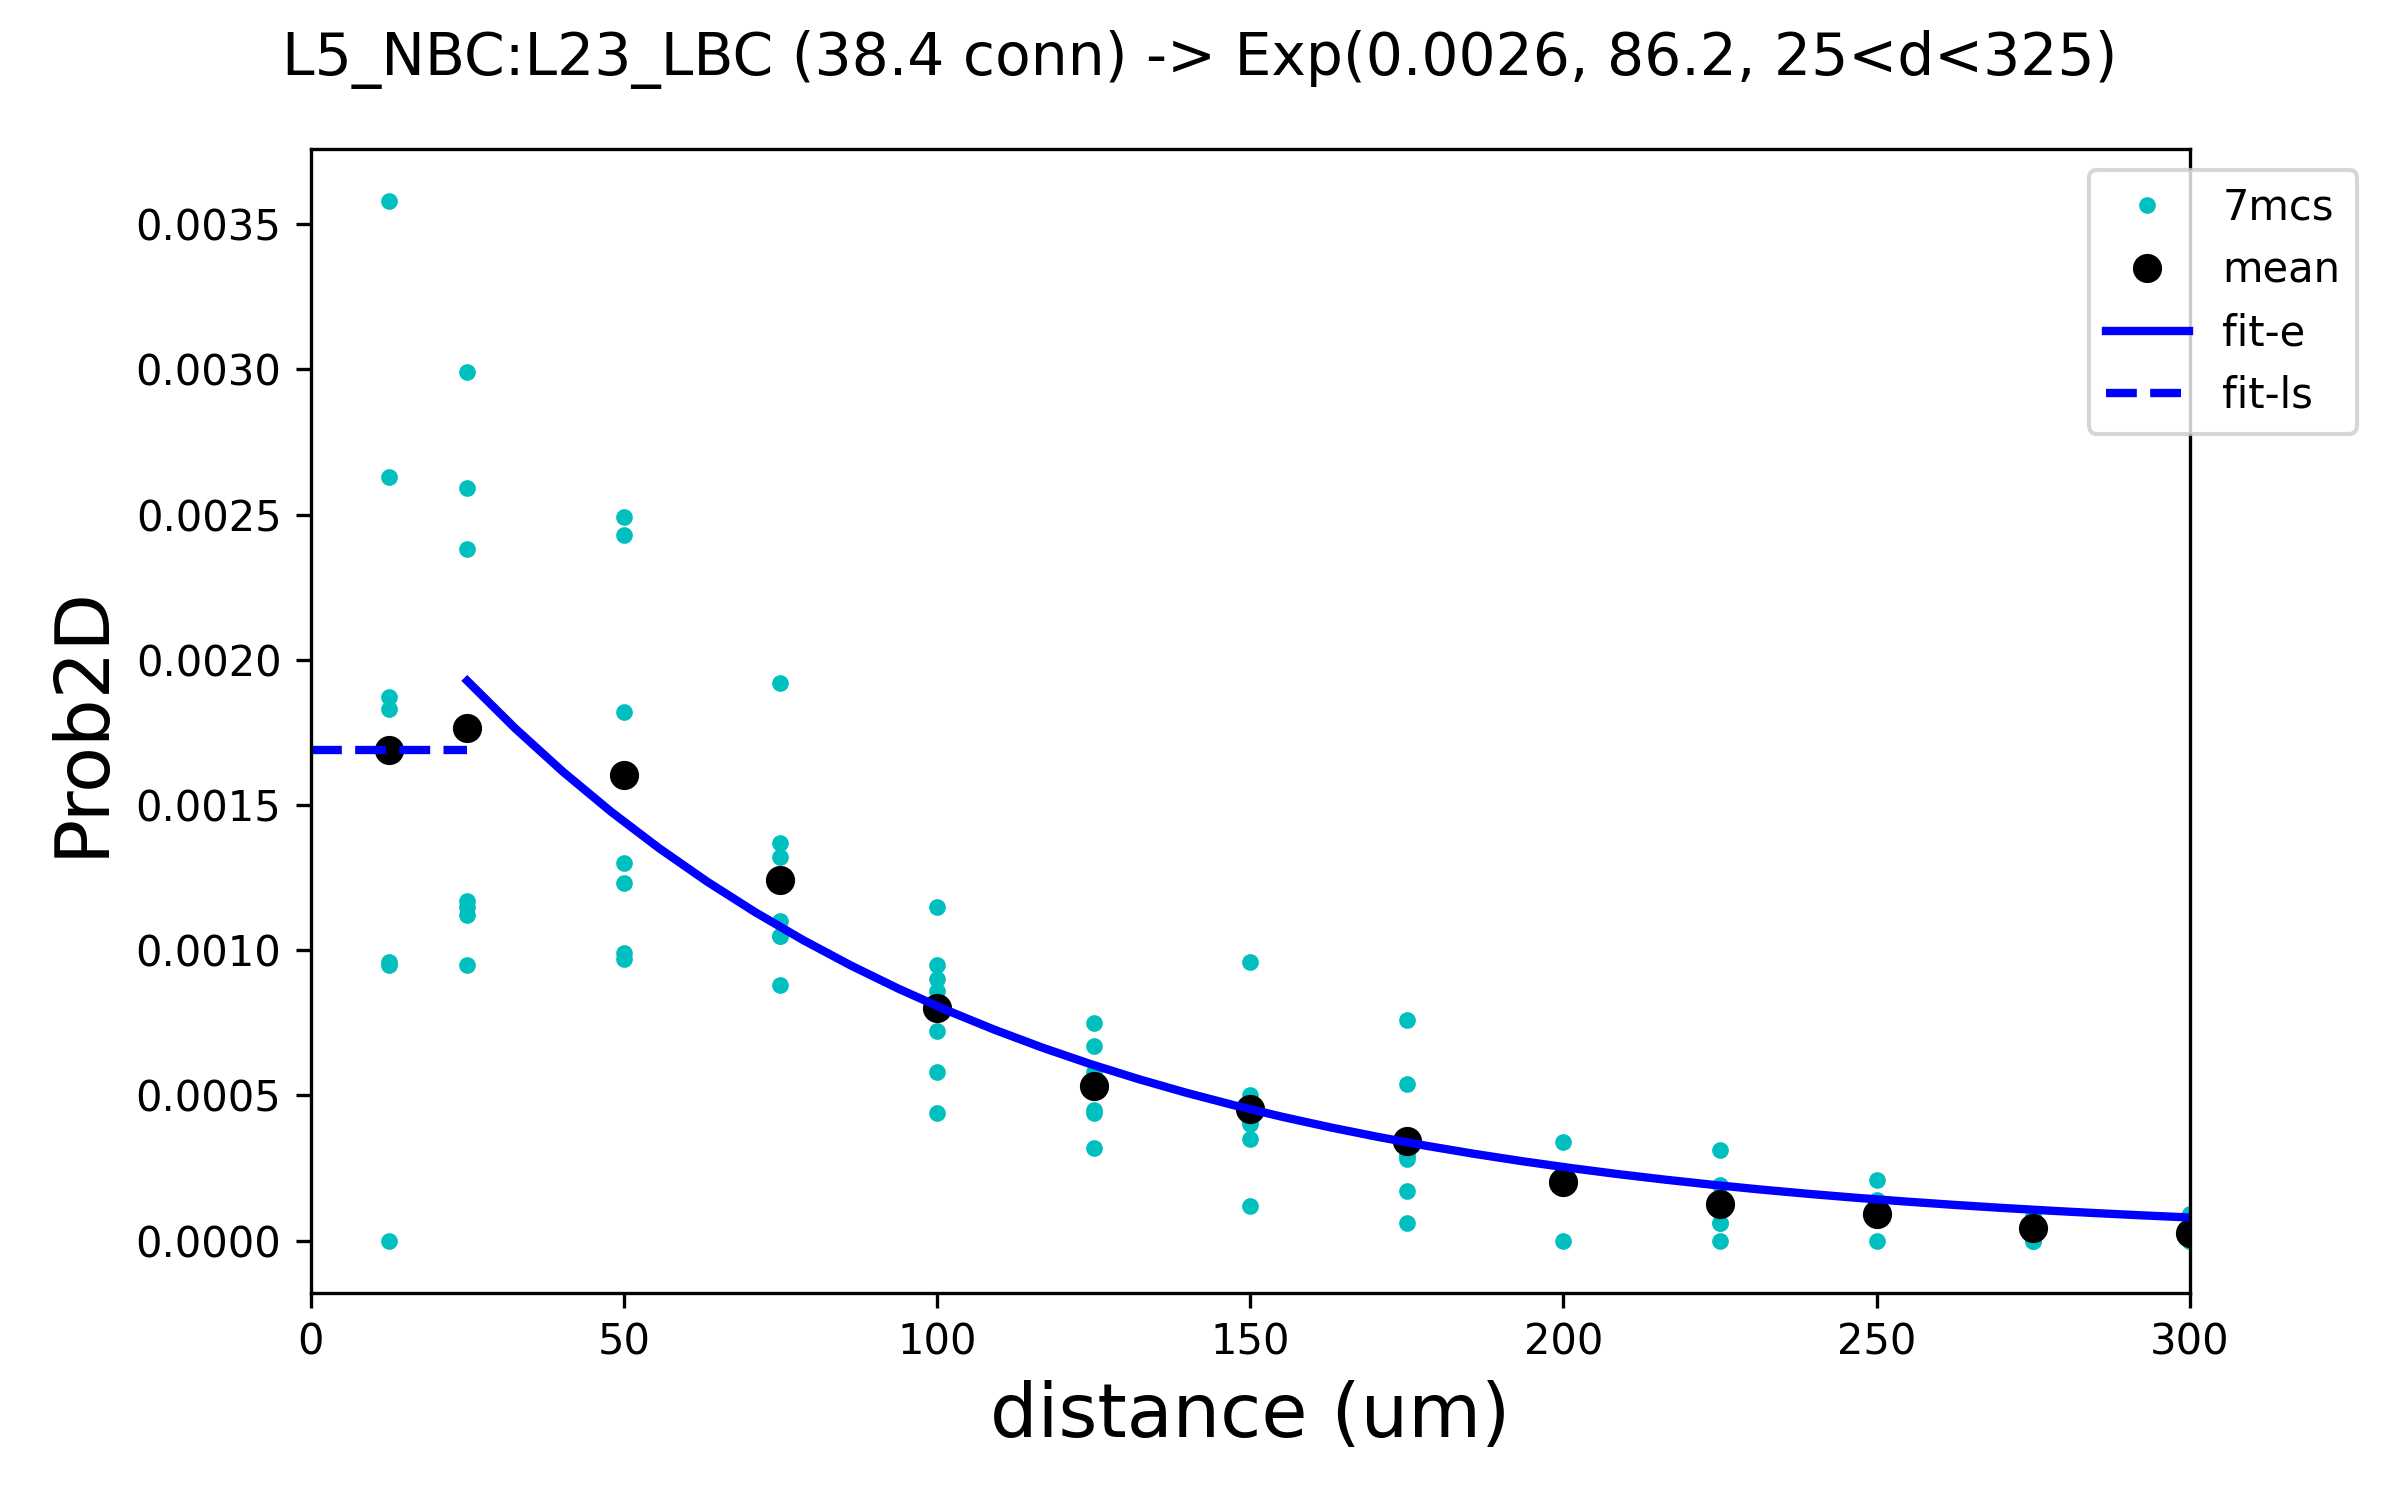 L5_NBC:L23_LBC (38.4 conn) -> Exp(0.0026, 86.2, 25<d<325)
7mcs
mean
fit-e
fit-ls
Prob2D
0.0035
0.0030
0.0025
0.0020
0.0015
0.0010
0.0005
0.0000
0 50 100 150 200 250 300
distance (um)